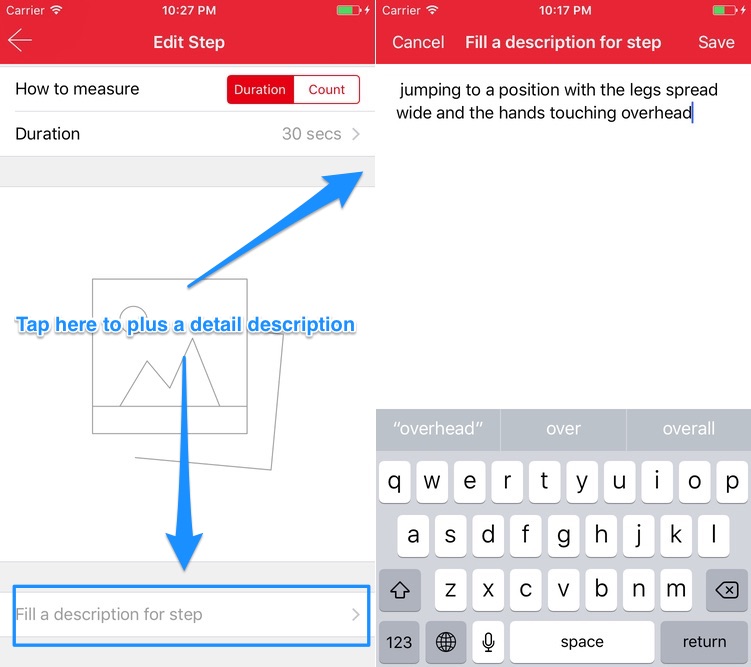 Carrier 10:27 PM
Edit Step
How to measure Duration Count
Duration 30 secs
Tap here to plus a detail description
Fill a description for step
Carrier 10:17 PM
Cancel Fill a description for step Save
jumping to a position with the legs spread
wide and the hands touching overhead
“overhead” over overall
q w e r t y u i o p
a s d f g h j k l
z x c v b n m
123 space return